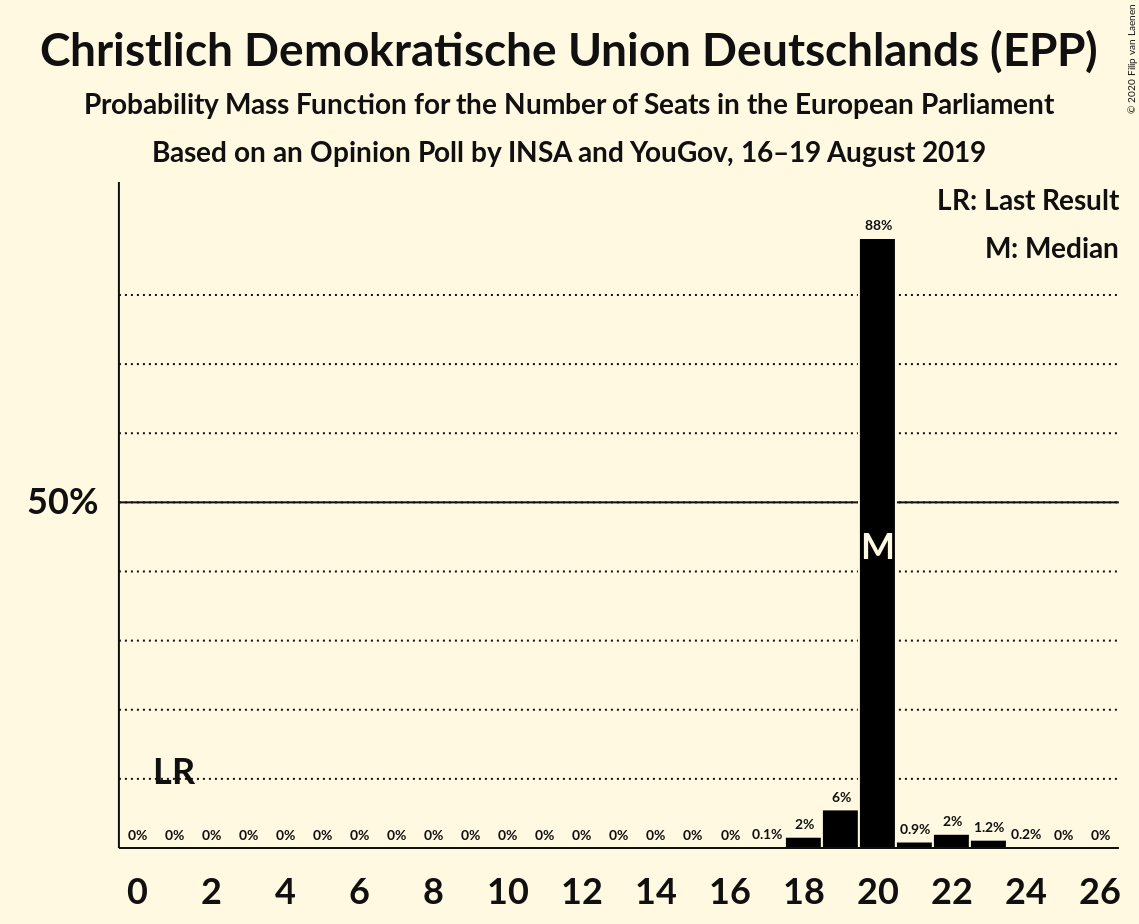 Christlich Demokratische Union Deutschlands (EPP)
Probability Mass Function for the Number of Seats in the European Parliament
Based on an Opinion Poll by INSA and YouGov, 16–19 August 2019
© 2020 Filip van Laenen
LR: Last Result
M: Median
88%
50%
M
LR
0% 0% 0% 0% 0% 0% 0% 0% 0% 0% 0% 0% 0% 0% 0% 0% 0% 0.1% 2% 6% 0.9% 2% 1.2% 0.2% 0% 0%
0 2 4 6 8 10 12 14 16 18 20 22 24 26